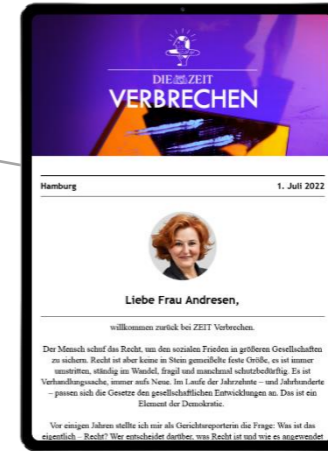 DIE ZEIT
VERBRECHEN
Hamburg 1. Juli 2022
Liebe Frau Andresen,
willkommen zurück bei ZEIT Verbrechen.
Der Mensch schuf das Recht, um den sozialen Frieden in größeren Gesellschaften
zu sichern. Recht ist aber keine in Stein gemeißelte feste Größe, es ist immer
umstritten, ständig im Wandel, fragil und manchmal schutzbedürftig. Es ist
Verhandlungssache, immer aufs Neue. Im Laufe der Jahrzehnte – und Jahrhunderte
– passen sich die Gesetze den gesellschaftlichen Entwicklungen an. Das ist ein
Element der Demokratie.
Vor einigen Jahren stellte ich mir als Gerichtsreporterin die Frage: Was ist das
eigentlich – Recht? Wer entscheidet darüber, was Recht ist und wie es angewendet